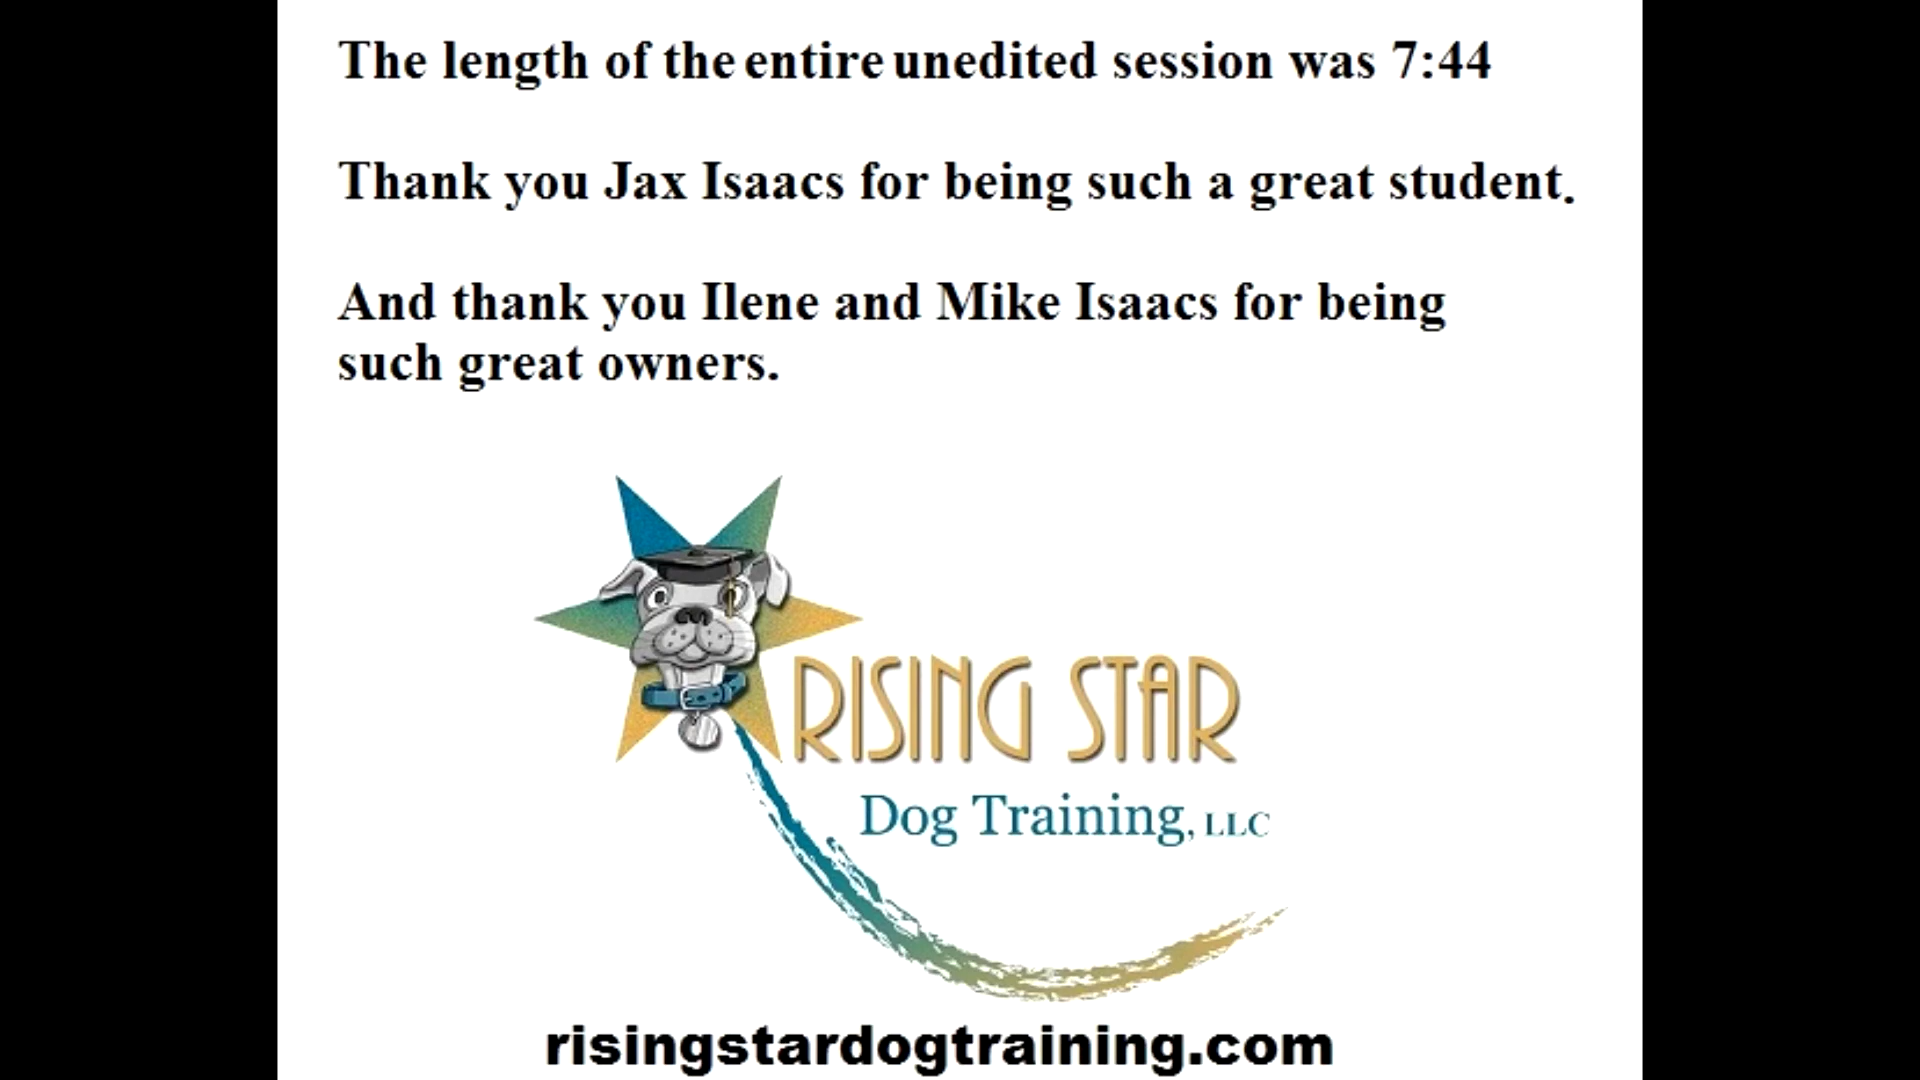 The length of the entire unedited session was 7:44
Thank you Jax Isaacs for being such a great student.
And thank you Ilene and Mike Isaacs for being
such great owners.
RISING STAR
Dog Training, LLC
risingstardogtraining.com